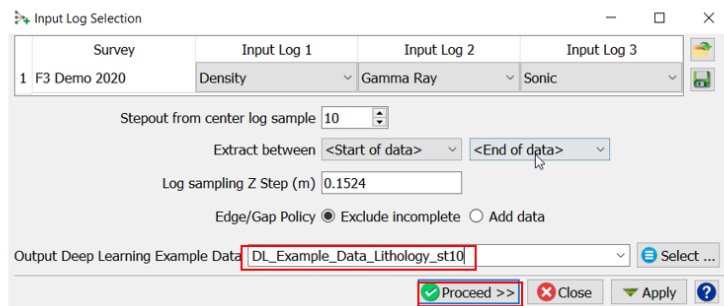 Input Log Selection
Survey Input Log 1 Input Log 2 Input Log 3
1 F3 Demo 2020 Density Gamma Ray Sonic
Stepout from center log sample 10
Extract between <Start of data> <End of data>
Log sampling Z Step (m) 0.1524
Edge/Gap Policy Exclude incomplete Add data
Output Deep Learning Example Data DL_Example_Data_Lithology_st10 Select ...
Proceed >> Close Apply ?